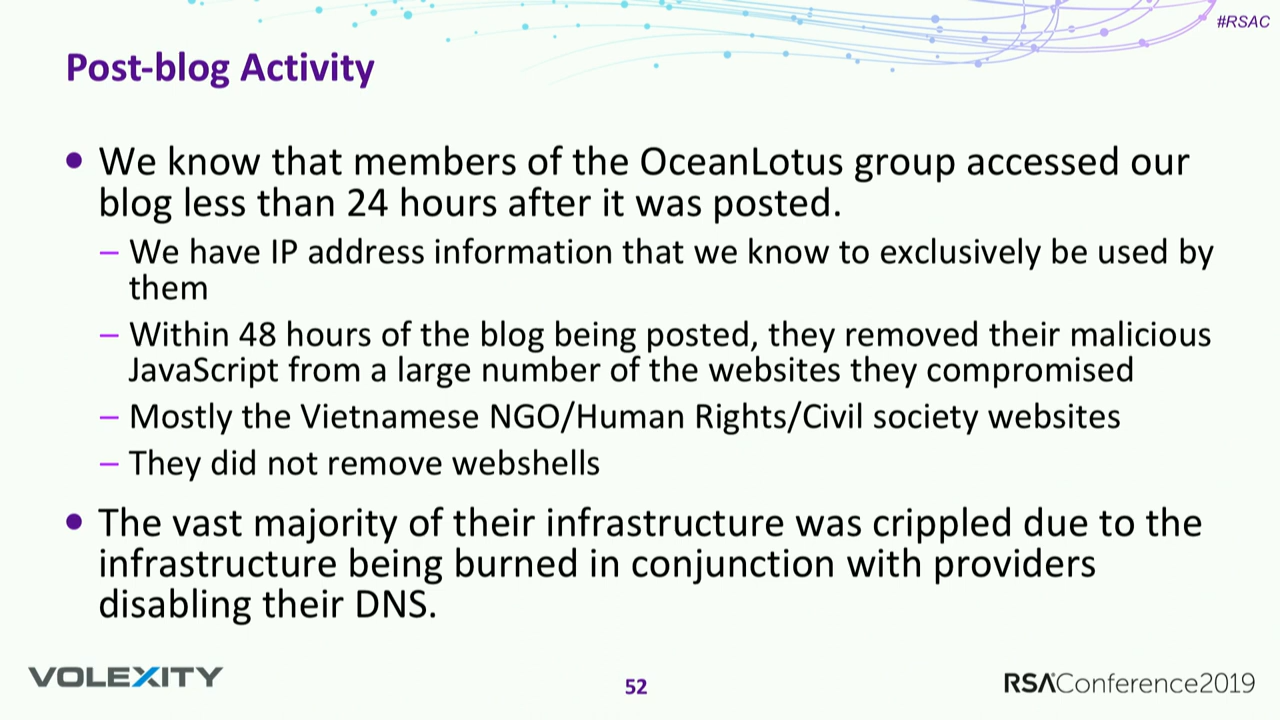 #RSAC
Post-blog Activity
• We know that members of the OceanLotus group accessed our
blog less than 24 hours after it was posted.
– We have IP address information that we know to exclusively be used by
them
– Within 48 hours of the blog being posted, they removed their malicious
JavaScript from a large number of the websites they compromised
– Mostly the Vietnamese NGO/Human Rights/Civil society websites
– They did not remove webshells
• The vast majority of their infrastructure was crippled due to the
infrastructure being burned in conjunction with providers
disabling their DNS.
VOLEXITY
52
RSAConference2019